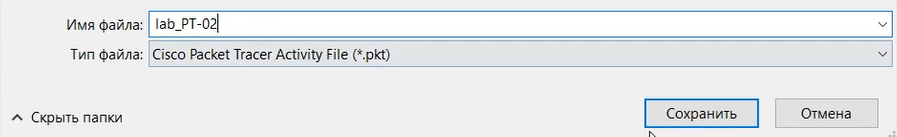 Имя файла: lab_PT-02
Тип файла: Cisco Packet Tracer Activity File (*.pkt)
Скрыть папки Сохранить Отмена